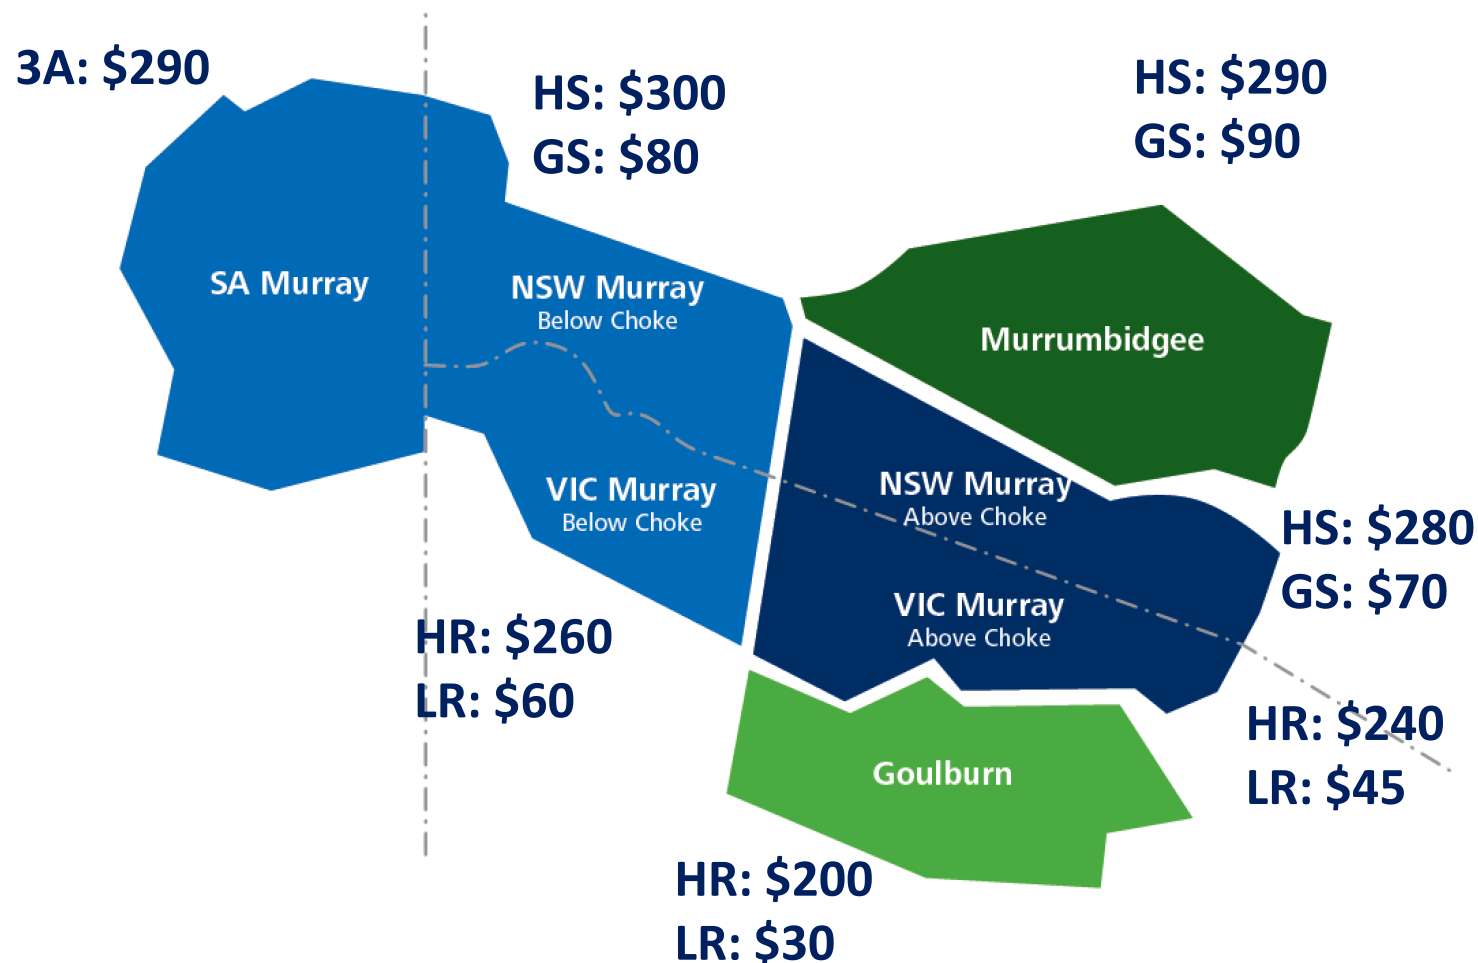 3A: $290
HS: $300
GS: $80
HS: $290
GS: $90
SA Murray
NSW Murray
Below Choke
Murrumbidgee
VIC Murray
Below Choke
NSW Murray
Above Choke
HS: $280
GS: $70
VIC Murray
Above Choke
HR: $260
LR: $60
HR: $240
LR: $45
Goulburn
HR: $200
LR: $30